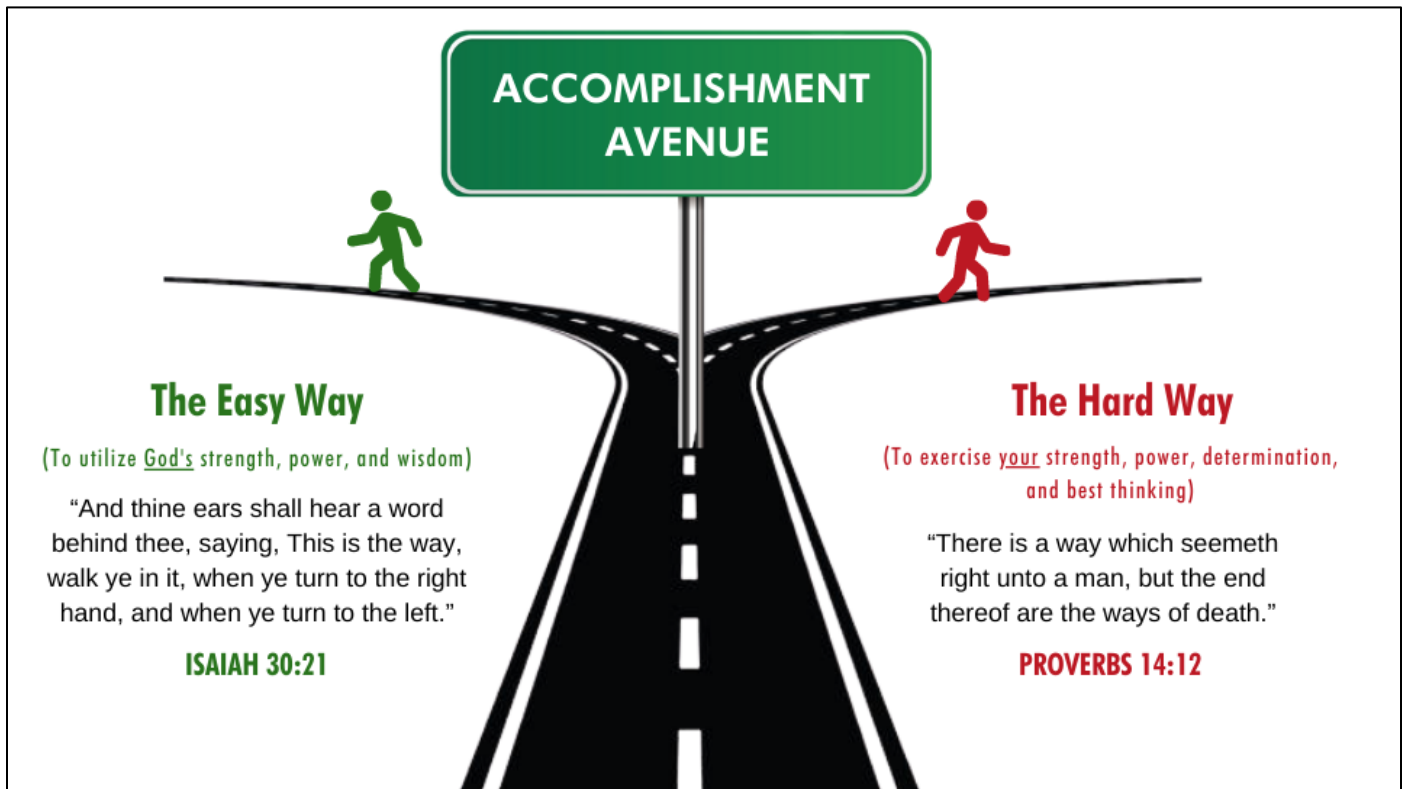 ACCOMPLISHMENT
AVENUE
The Easy Way
(To utilize God's strength, power, and wisdom)
“And thine ears shall hear a word
behind thee, saying, This is the way,
walk ye in it, when ye turn to the right
hand, and when ye turn to the left.”
ISAIAH 30:21
The Hard Way
(To exercise your strength, power, determination,
and best thinking)
“There is a way which seemeth
right unto a man, but the end
thereof are the ways of death.”
PROVERBS 14:12